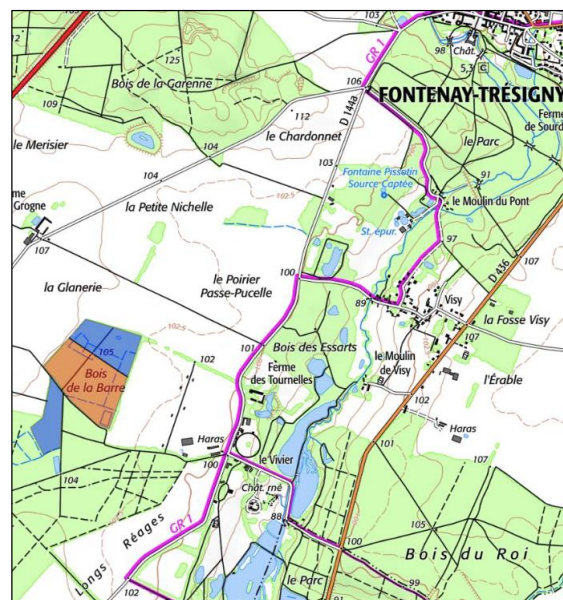 103
Chât.
98
5,3
C
125
GR 1
Bois de la Garenne
106
FONTENAY-TRÉSIGNY
109
D 144a
112
Ferme
de Sourd
le Merisier
le Chardonnet
le Parc
104
103
91
Fontaine Pissotin
Source Captée
me
Grogne
la Petite Nichelle
102.5
le Moulin du Pont
St. épur.
107
97
D 436
107
100
la Glanerie
le Poirier
Passe-Pucelle
89
Visy
la Fosse Visy
102.5
105
102
101
Bois des Essarts
107
Bois
de la Barre
Ferme
des Tournelles
le Moulin
de Visy
l'Érable
102
Haras
Haras
101
100
le Vivier
107
104
Chât. rné
Réages
GR 1
88
105
Longs
100
Bois du Roi
le Parc
102
99
91